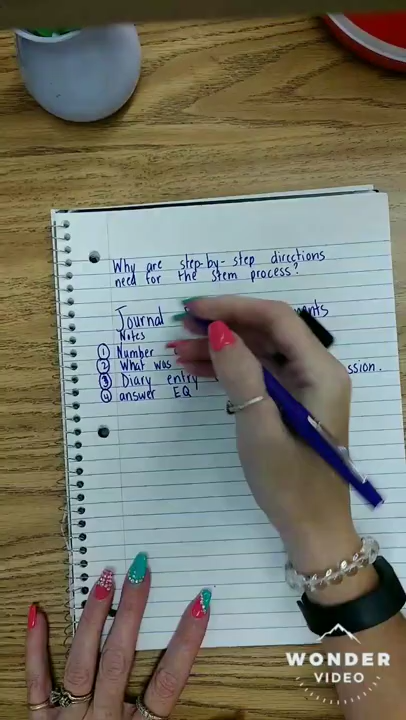 Why are step-by-step directions
need for the stem process?
Journal
Notes
① Number
② What was ssion.
③ Diary entry
④ answer EQ
WONDER
VIDEO